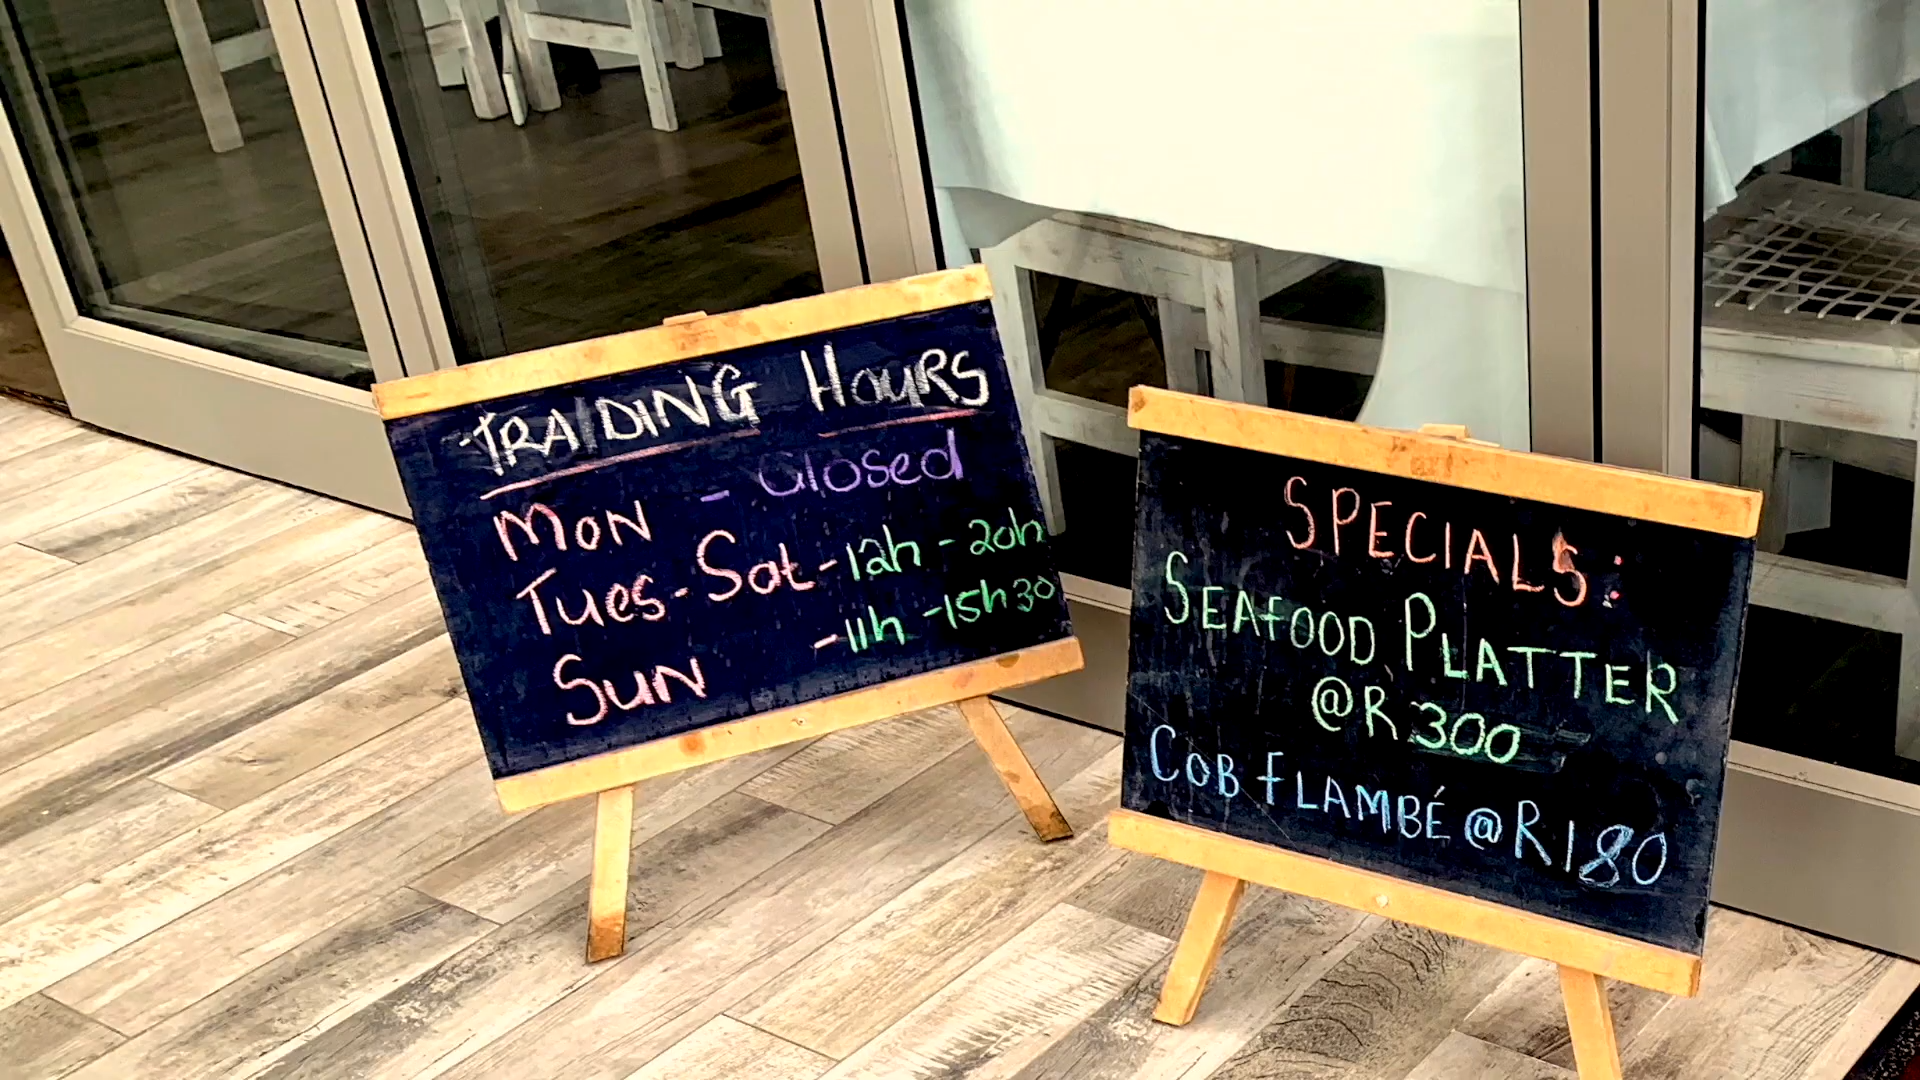 TRADING HOURS
MON - Closed
Tues-Sat-12h - 20h
SUN -11h -15h30
SPECIALS:
SEAFOOD PLATTER
@R300
COB FLAMBÉ @R180